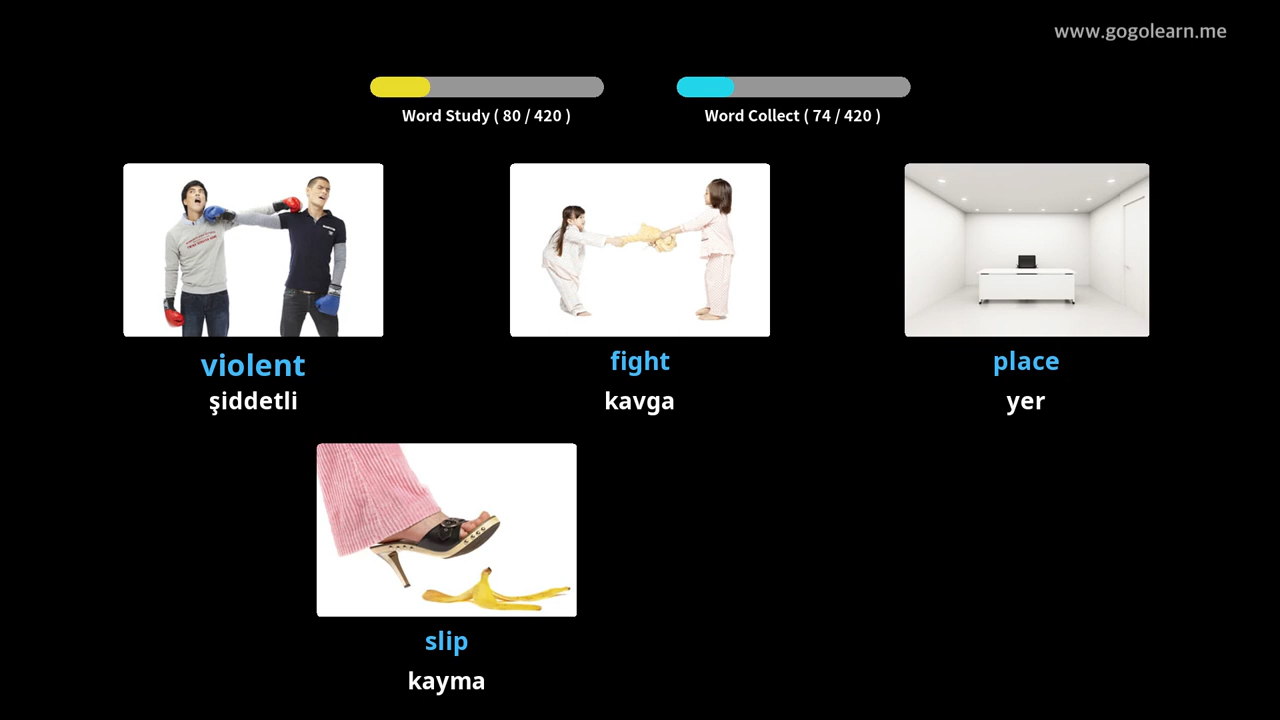 www.gogolearn.me
Word Study ( 80 / 420 )
Word Collect ( 74 / 420 )
violent
şiddetli
fight
kavga
place
yer
slip
kayma